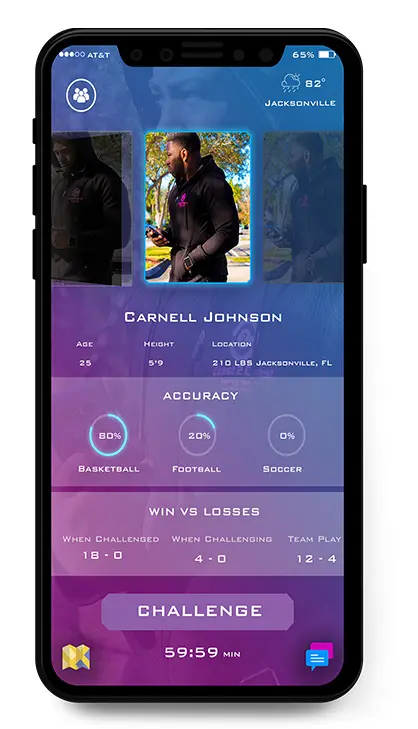 AT&T 65%
82°
Jacksonville
Carnell Johnson
Age Height Location
25 5'9 210 LBS Jacksonville, FL
ACCURACY
80% 20% 0%
Basketball Football Soccer
WIN VS LOSSES
When Challenged When Challenging Team Play
18 - 0 4 - 0 12 - 4
CHALLENGE
59:59 MIN